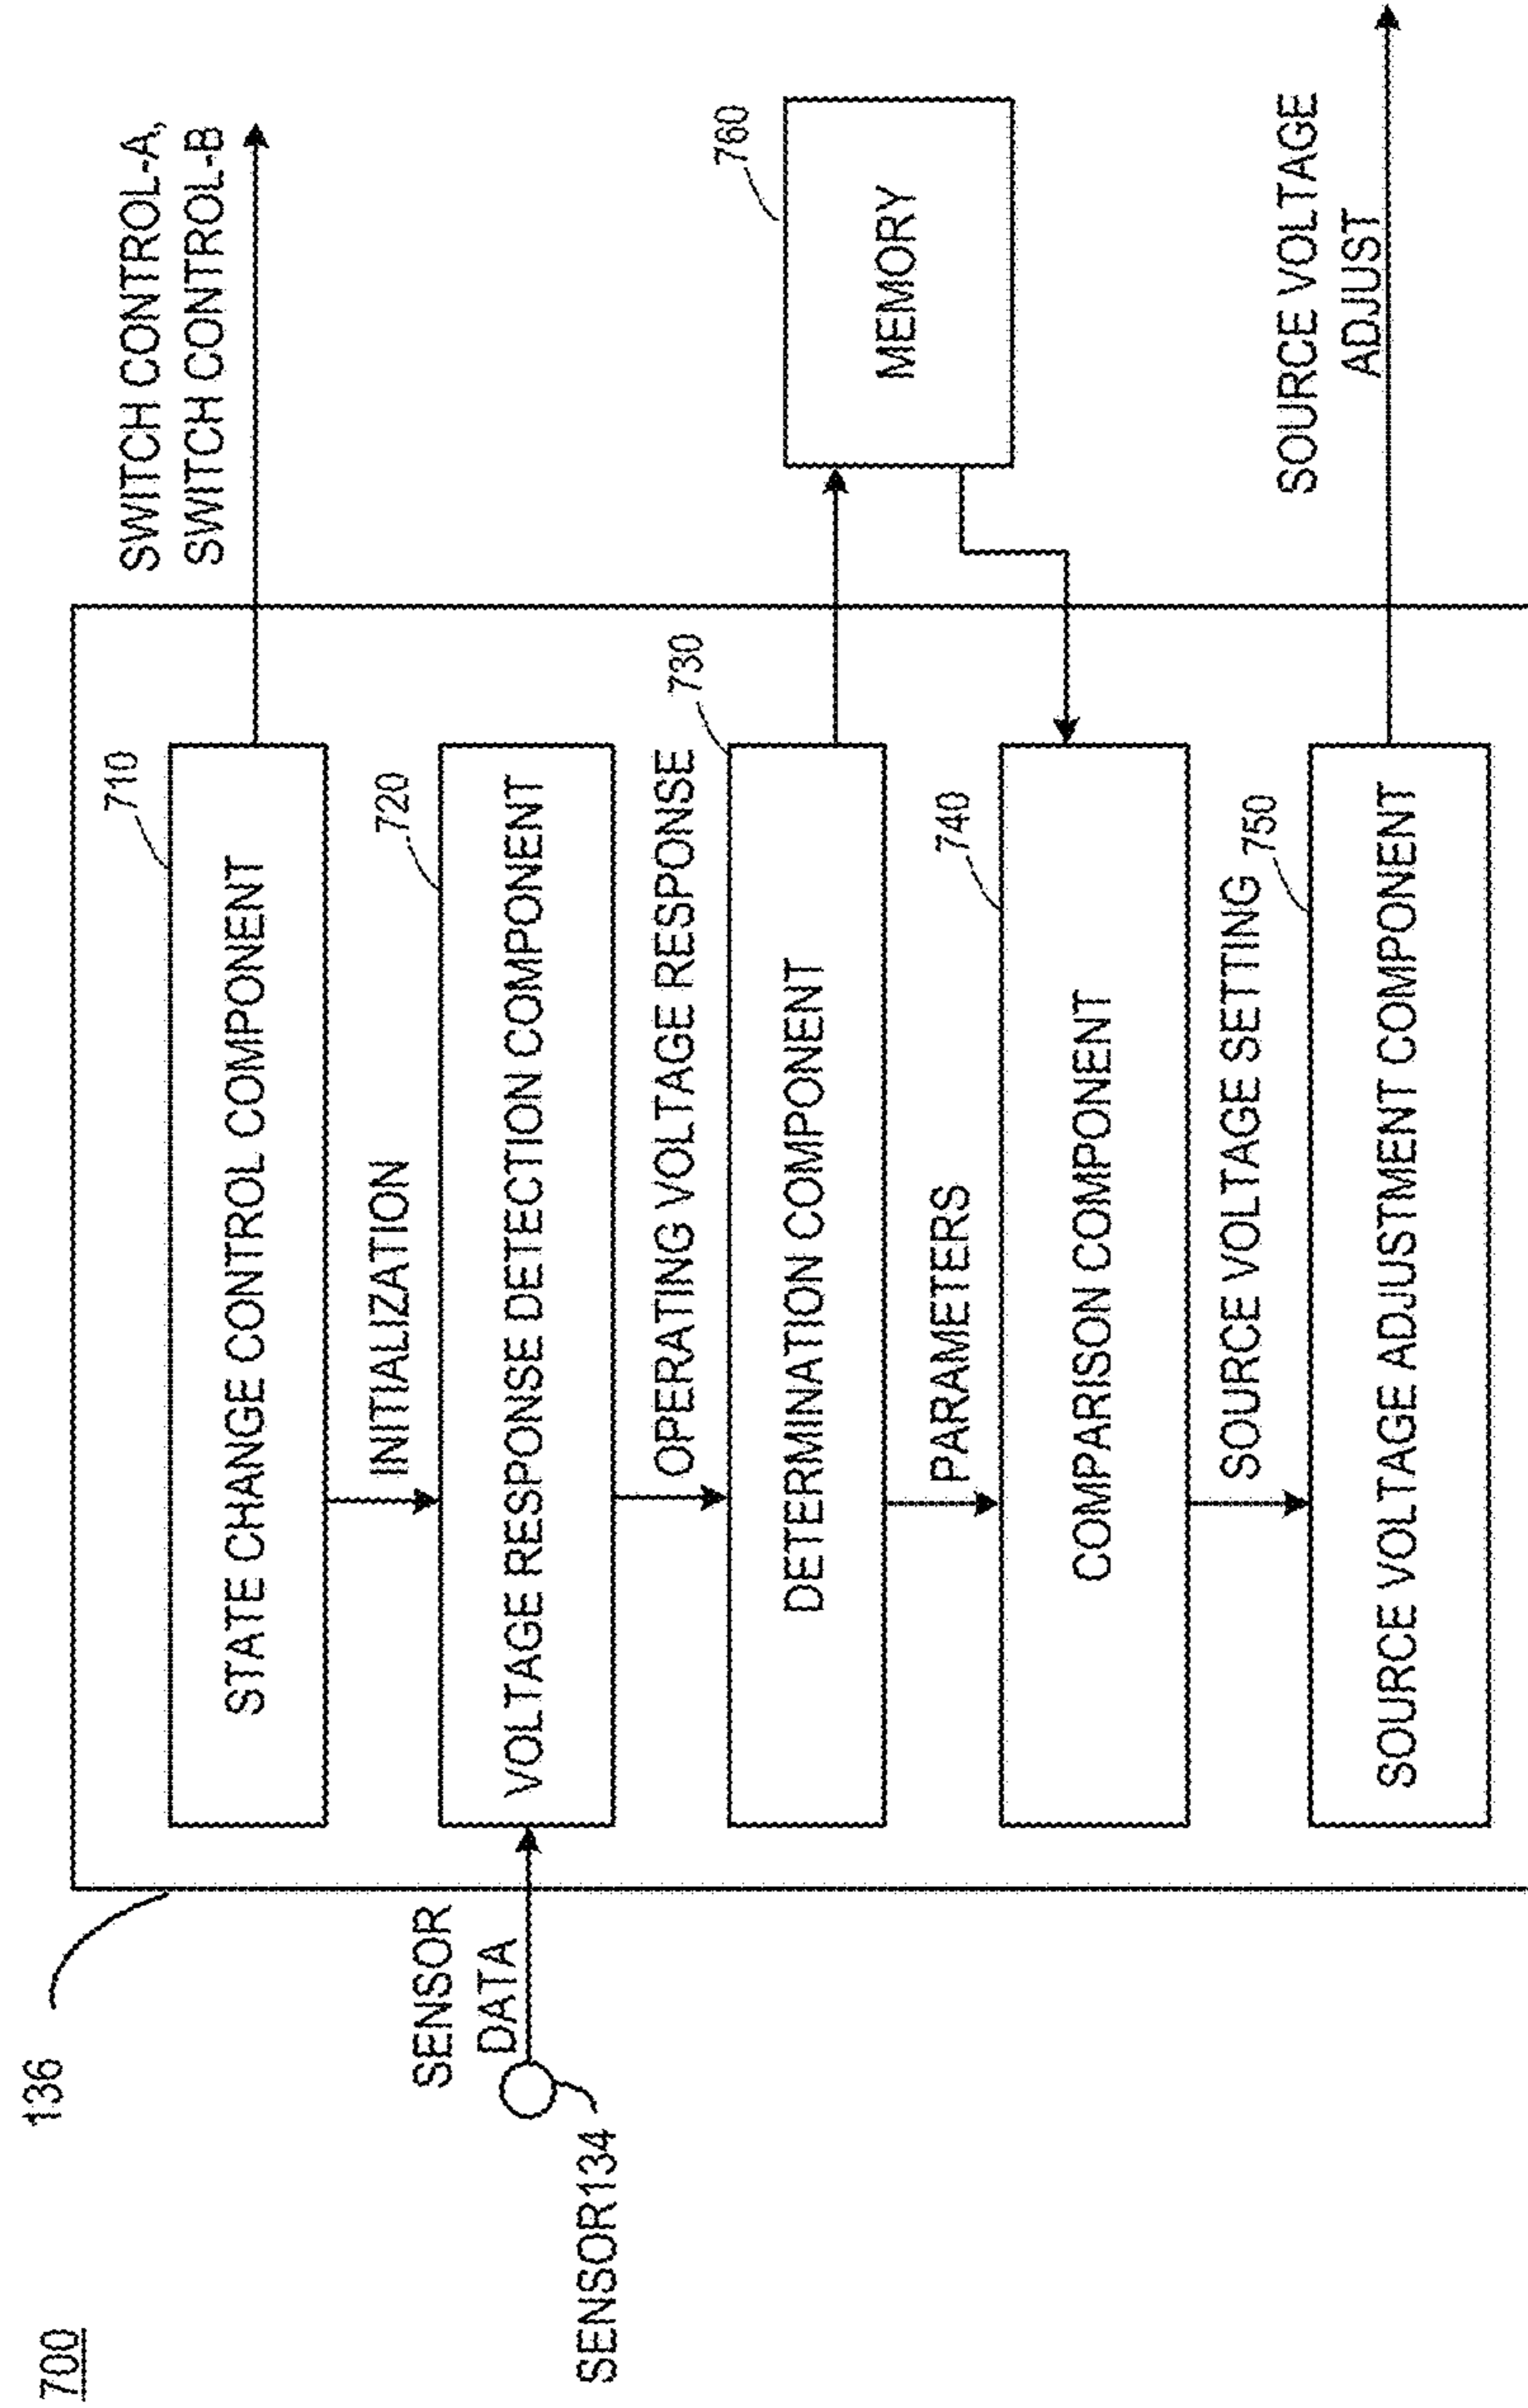 700
136
SWITCH CONTROL-A,
SWITCH CONTROL-B
710
STATE CHANGE CONTROL COMPONENT
INITIALIZATION
720
SENSOR
DATA
SENSOR134
VOLTAGE RESPONSE DETECTION COMPONENT
OPERATING VOLTAGE RESPONSE
730
DETERMINATION COMPONENT
760
MEMORY
PARAMETERS
740
COMPARISON COMPONENT
SOURCE VOLTAGE SETTING
750
SOURCE VOLTAGE ADJUSTMENT COMPONENT
SOURCE VOLTAGE
ADJUST